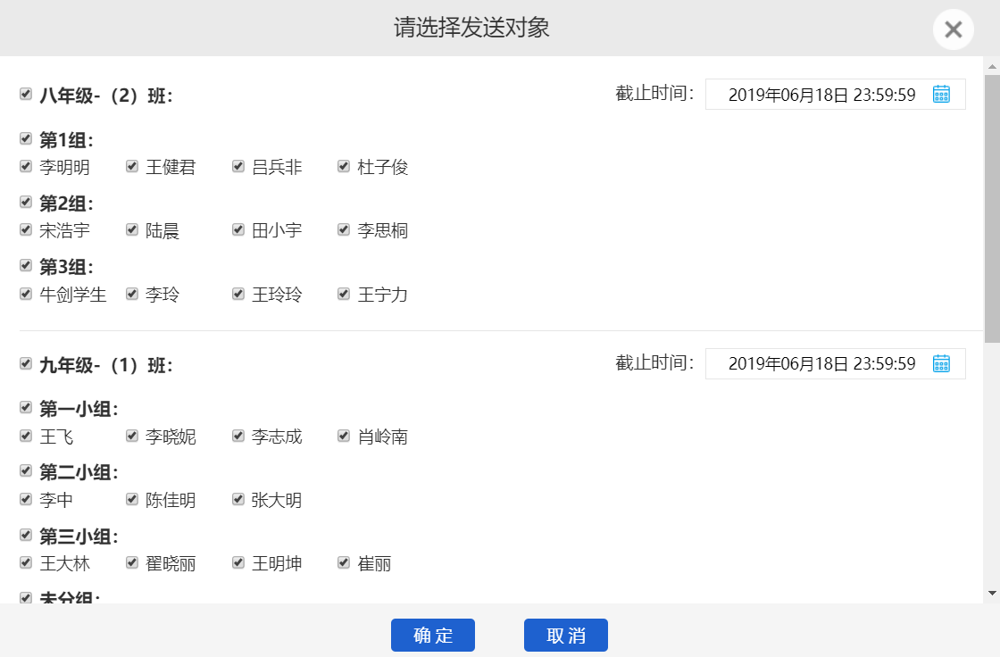 请选择发送对象
八年级-（2）班： 截止时间： 2019年06月18日 23:59:59
第1组：
李明明 王健君 吕兵非 杜子俊
第2组：
宋浩宇 陆晨 田小宇 李思桐
第3组：
牛剑学生 李玲 王玲玲 王宁力
九年级-（1）班： 截止时间： 2019年06月18日 23:59:59
第一小组：
王飞 李晓妮 李志成 肖岭南
第二小组：
李中 陈佳明 张大明
第三小组：
王大林 翟晓丽 王明坤 崔丽
未分组：
确定 取消